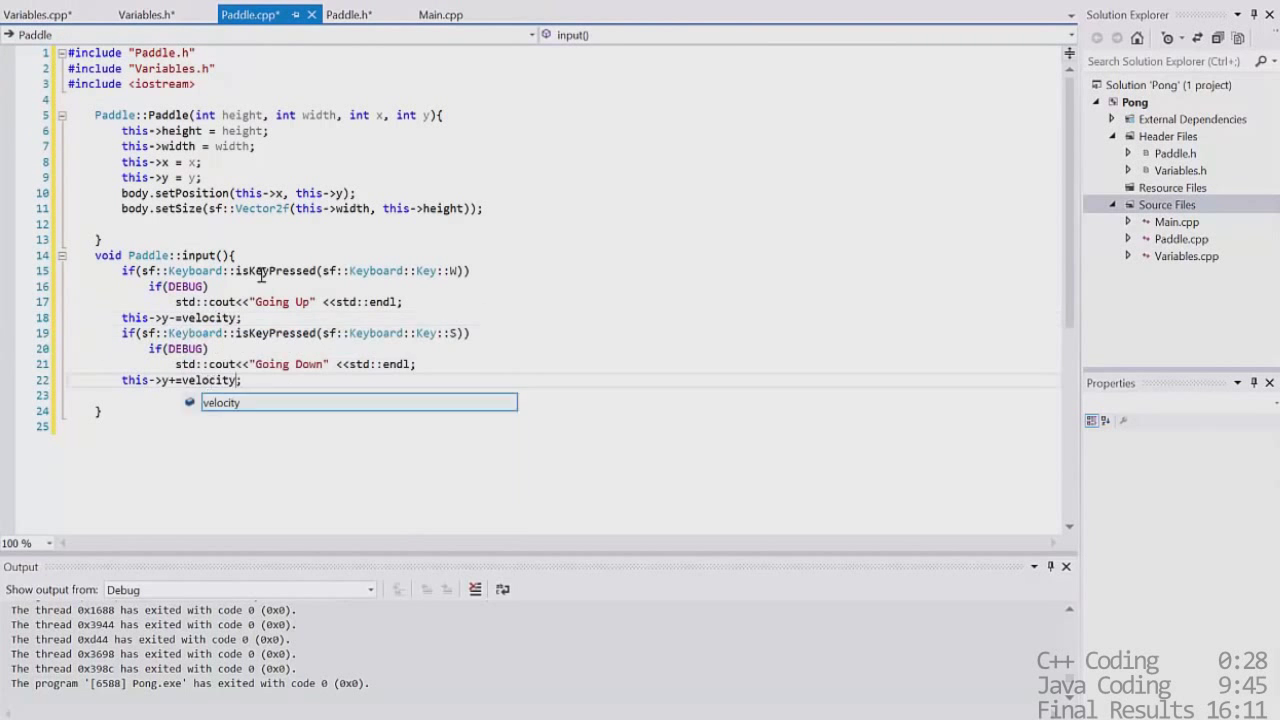 Variables.cpp* Variables.h* Paddle.cpp* Paddle.h* Main.cpp
Paddle input()
1 #include "Paddle.h"
2 #include "Variables.h"
3 #include <iostream>
4
5 Paddle::Paddle(int height, int width, int x, int y){
6 this->height = height;
7 this->width = width;
8 this->x = x;
9 this->y = y;
10 body.setPosition(this->x, this->y);
11 body.setSize(sf::Vector2f(this->width, this->height));
12
13 }
14 void Paddle::input(){
15 if(sf::Keyboard::isKeyPressed(sf::Keyboard::Key::W))
16 if(DEBUG)
17 std::cout<<"Going Up" <<std::endl;
18 this->y-=velocity;
19 if(sf::Keyboard::isKeyPressed(sf::Keyboard::Key::S))
20 if(DEBUG)
21 std::cout<<"Going Down" <<std::endl;
22 this->y+=velocity;
23 velocity
24 }
25
100 %
Output
Show output from: Debug
The thread 0x1688 has exited with code 0 (0x0).
The thread 0x3944 has exited with code 0 (0x0).
The thread 0xd44 has exited with code 0 (0x0).
The thread 0x3698 has exited with code 0 (0x0).
The thread 0x398c has exited with code 0 (0x0).
The program '[6588] Pong.exe' has exited with code 0 (0x0).
Solution Explorer
Search Solution Explorer (Ctrl+;)
Solution 'Pong' (1 project)
Pong
External Dependencies
Header Files
Paddle.h
Variables.h
Resource Files
Source Files
Main.cpp
Paddle.cpp
Variables.cpp
Properties
C++ Coding 0:28
Java Coding 9:45
Final Results 16:11